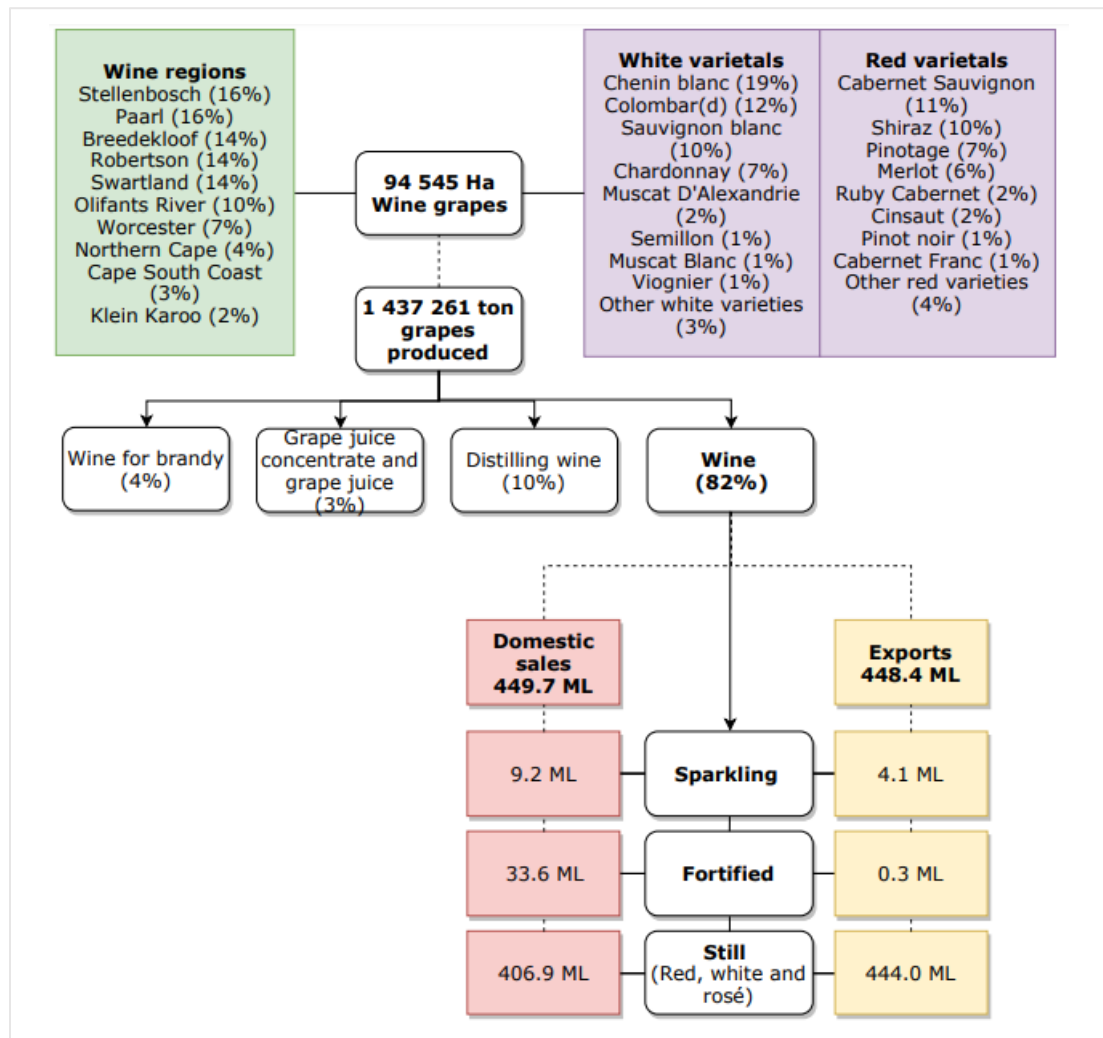 Wine regions
Stellenbosch (16%)
Paarl (16%)
Breedekloof (14%)
Robertson (14%)
Swartland (14%)
Olifants River (10%)
Worcester (7%)
Northern Cape (4%)
Cape South Coast
(3%)
Klein Karoo (2%)
94 545 Ha
Wine grapes
White varietals
Chenin blanc (19%)
Colombar(d) (12%)
Sauvignon blanc
(10%)
Chardonnay (7%)
Muscat D'Alexandrie
(2%)
Semillon (1%)
Muscat Blanc (1%)
Viognier (1%)
Other white varieties
(3%)
Red varietals
Cabernet Sauvignon
(11%)
Shiraz (10%)
Pinotage (7%)
Merlot (6%)
Ruby Cabernet (2%)
Cinsaut (2%)
Pinot noir (1%)
Cabernet Franc (1%)
Other red varieties
(4%)
1 437 261 ton
grapes
produced
Wine for brandy
(4%)
Grape juice
concentrate and
grape juice
(3%)
Distilling wine
(10%)
Wine
(82%)
Domestic
sales
449.7 ML
Exports
448.4 ML
9.2 ML
Sparkling
4.1 ML
33.6 ML
Fortified
0.3 ML
406.9 ML
Still
(Red, white and
rosé)
444.0 ML